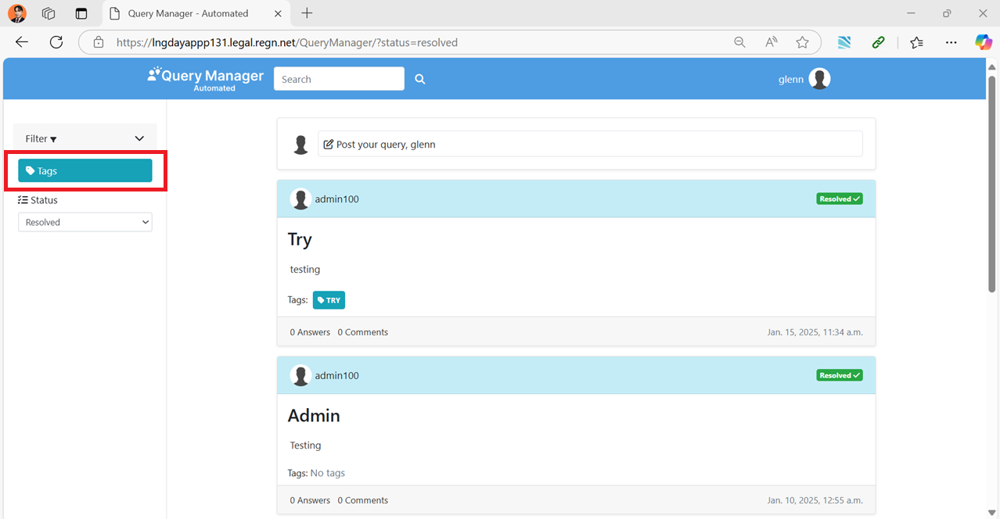 Query Manager - Automated
https://lngdayappp131.legal.regn.net/QueryManager/?status=resolved
Query Manager
Automated
Search
glenn
Filter
Tags
Status
Resolved
Post your query, glenn
admin100
Resolved
Try
testing
Tags: TRY
0 Answers 0 Comments
Jan. 15, 2025, 11:34 a.m.
admin100
Resolved
Admin
Testing
Tags: No tags
0 Answers 0 Comments
Jan. 10, 2025, 12:55 a.m.